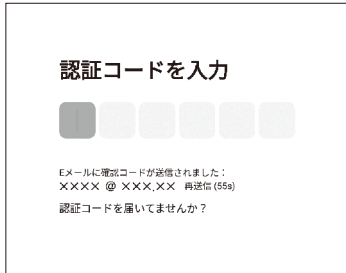 認証コードを入力
Eメールに確認コードが送信されました：
×××× @ ×××.×× 再送信 (55s)
認証コードを届いてませんか？